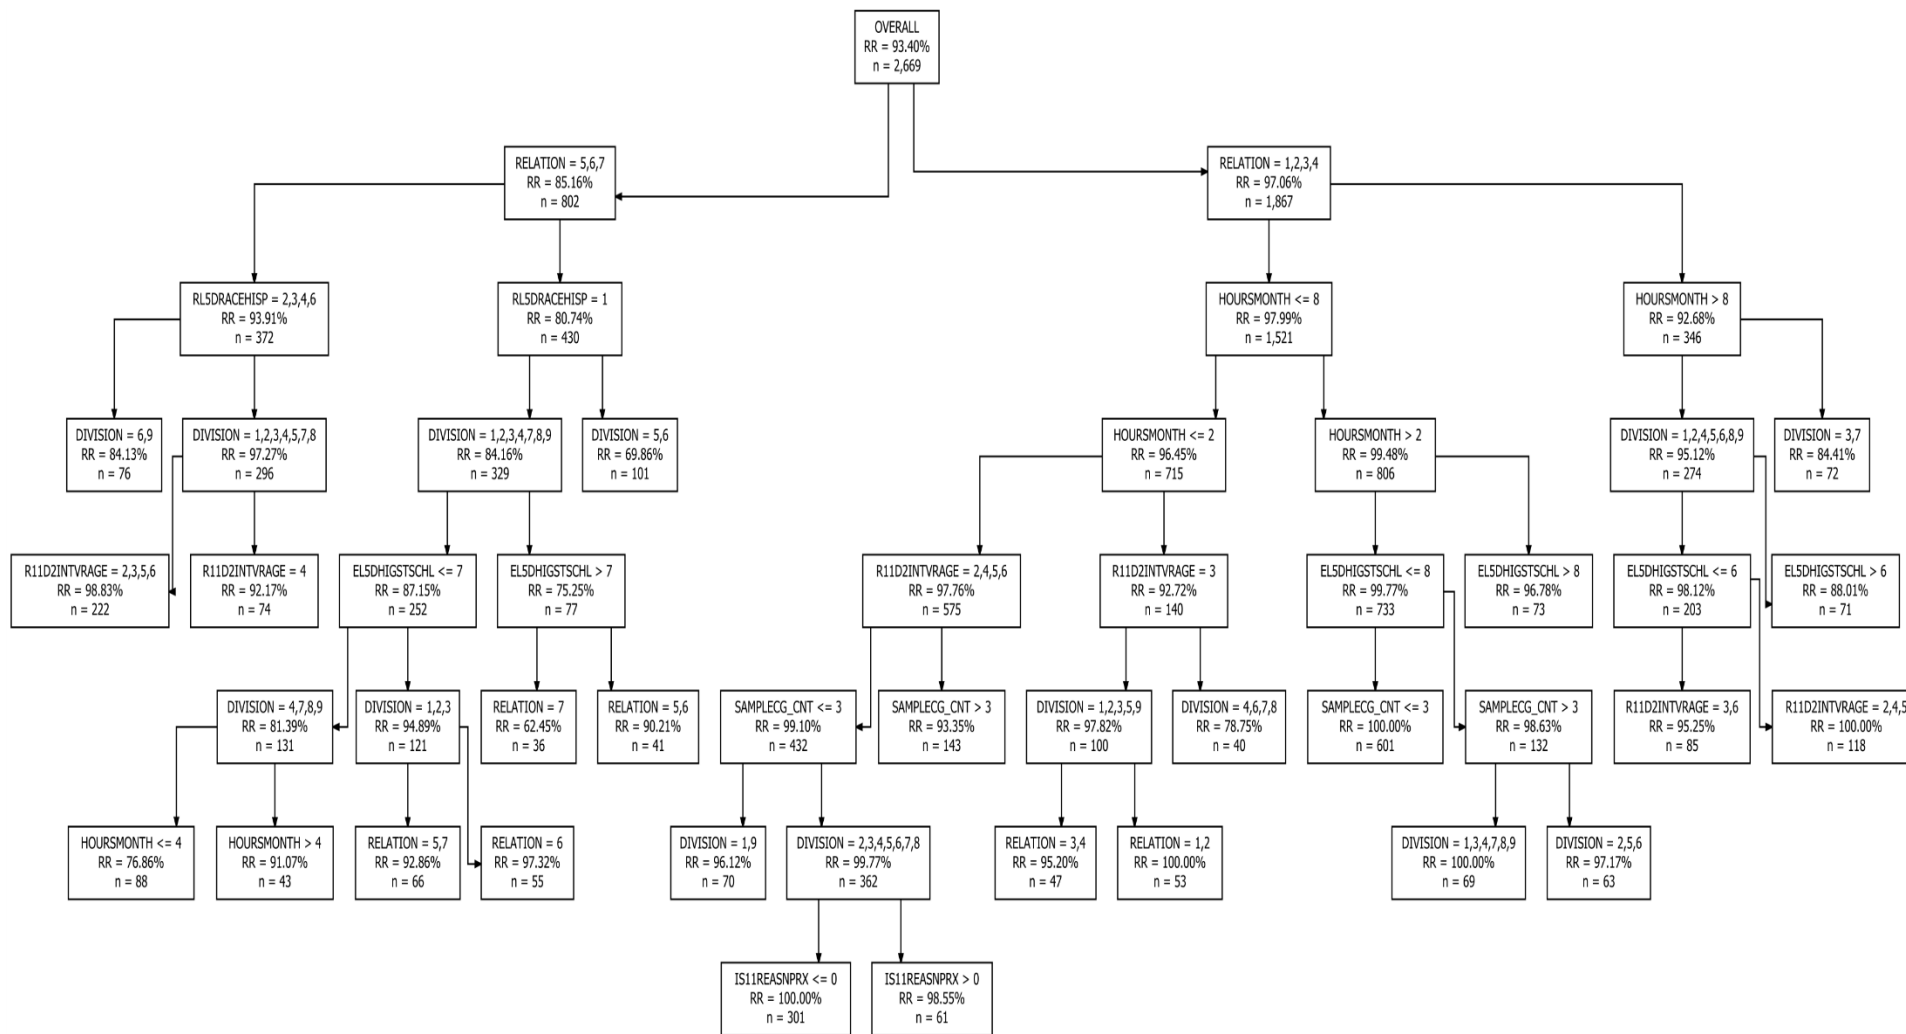 OVERALL
RR = 93.40%
n = 2,669
RELATION = 5,6,7
RR = 85.16%
n = 802
RELATION = 1,2,3,4
RR = 97.06%
n = 1,867
RL5DRACEHISP = 2,3,4,6
RR = 93.91%
n = 372
RL5DRACEHISP = 1
RR = 80.74%
n = 430
HOURSMONTH <= 8
RR = 97.99%
n = 1,521
HOURSMONTH > 8
RR = 92.68%
n = 346
DIVISION = 6,9
RR = 84.13%
n = 76
DIVISION = 1,2,3,4,5,7,8
RR = 97.27%
n = 296
DIVISION = 1,2,3,4,7,8,9
RR = 84.16%
n = 329
DIVISION = 5,6
RR = 69.86%
n = 101
HOURSMONTH <= 2
RR = 96.45%
n = 715
HOURSMONTH > 2
RR = 99.48%
n = 806
DIVISION = 1,2,4,5,6,8,9
RR = 95.12%
n = 274
DIVISION = 3,7
RR = 84.41%
n = 72
R11D2INTVRAGE = 2,3,5,6
RR = 98.83%
n = 222
R11D2INTVRAGE = 4
RR = 92.17%
n = 74
EL5DHIGSTSCHL <= 7
RR = 87.15%
n = 252
EL5DHIGSTSCHL > 7
RR = 75.25%
n = 77
R11D2INTVRAGE = 2,4,5,6
RR = 97.76%
n = 575
R11D2INTVRAGE = 3
RR = 92.72%
n = 140
EL5DHIGSTSCHL <= 8
RR = 99.77%
n = 733
EL5DHIGSTSCHL > 8
RR = 96.78%
n = 73
EL5DHIGSTSCHL <= 6
RR = 98.12%
n = 203
EL5DHIGSTSCHL > 6
RR = 88.01%
n = 71
DIVISION = 4,7,8,9
RR = 81.39%
n = 131
DIVISION = 1,2,3
RR = 94.89%
n = 121
RELATION = 7
RR = 62.45%
n = 36
RELATION = 5,6
RR = 90.21%
n = 41
SAMPLECG_CNT <= 3
RR = 99.10%
n = 432
SAMPLECG_CNT > 3
RR = 93.35%
n = 143
DIVISION = 1,2,3,5,9
RR = 97.82%
n = 100
DIVISION = 4,6,7,8
RR = 78.75%
n = 40
SAMPLECG_CNT <= 3
RR = 100.00%
n = 601
SAMPLECG_CNT > 3
RR = 98.63%
n = 132
R11D2INTVRAGE = 3,6
RR = 95.25%
n = 85
R11D2INTVRAGE = 2,4,5
RR = 100.00%
n = 118
HOURSMONTH <= 4
RR = 76.86%
n = 88
HOURSMONTH > 4
RR = 91.07%
n = 43
RELATION = 5,7
RR = 92.86%
n = 66
RELATION = 6
RR = 97.32%
n = 55
DIVISION = 1,9
RR = 96.12%
n = 70
DIVISION = 2,3,4,5,6,7,8
RR = 99.77%
n = 362
RELATION = 3,4
RR = 95.20%
n = 47
RELATION = 1,2
RR = 100.00%
n = 53
DIVISION = 1,3,4,7,8,9
RR = 100.00%
n = 69
DIVISION = 2,5,6
RR = 97.17%
n = 63
IS11REASNPRX <= 0
RR = 100.00%
n = 301
IS11REASNPRX > 0
RR = 98.55%
n = 61